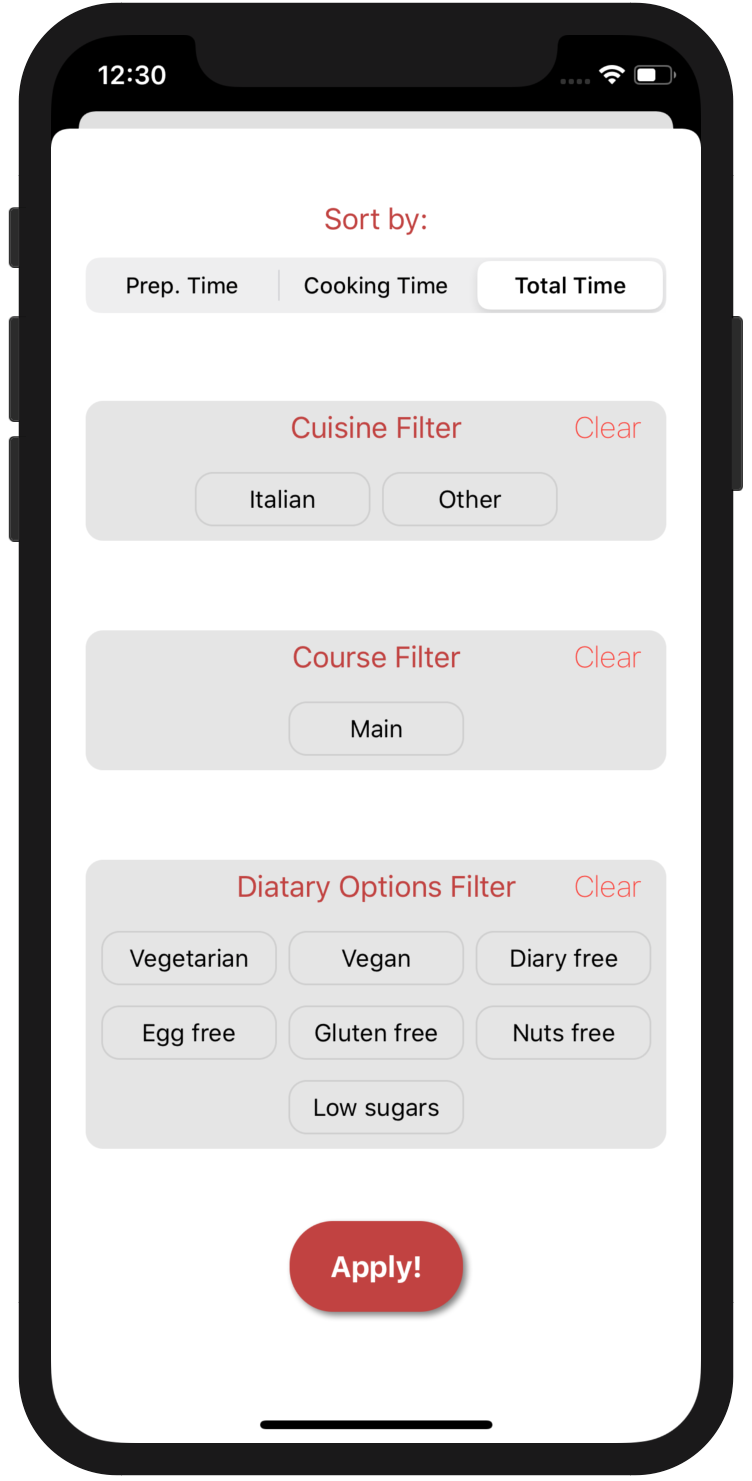 12:30
Sort by:
Prep. Time Cooking Time Total Time
Cuisine Filter Clear
Italian Other
Course Filter Clear
Main
Diatary Options Filter Clear
Vegetarian Vegan Diary free
Egg free Gluten free Nuts free
Low sugars
Apply!